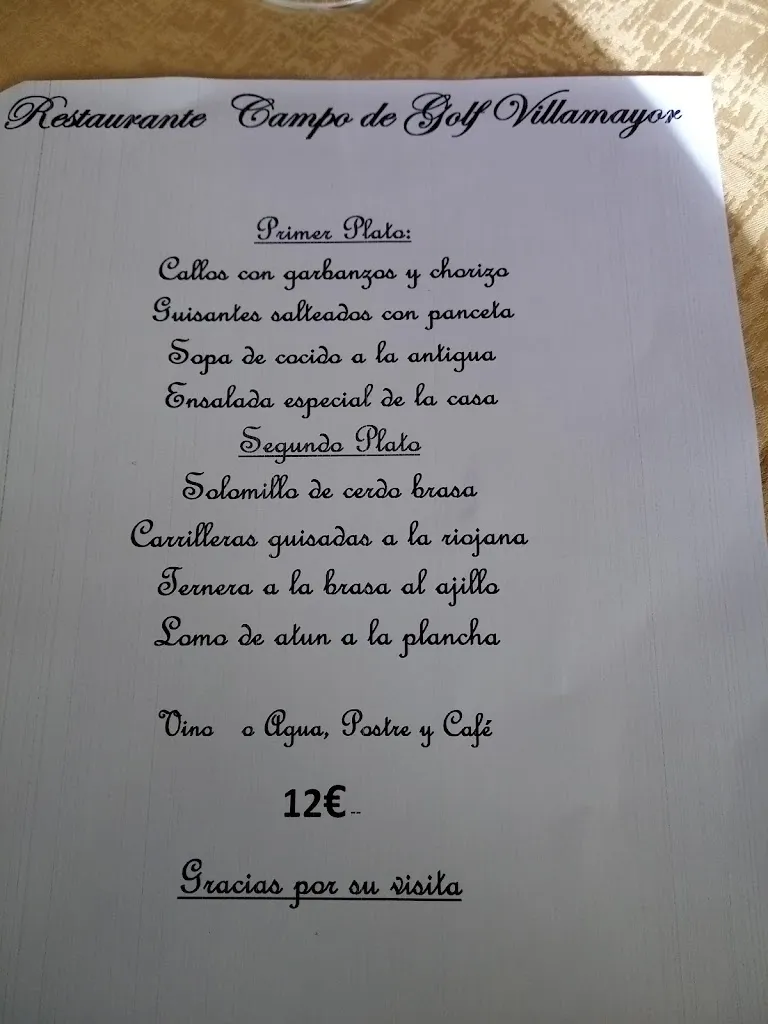 Restaurante Campo de Golf Villamayor
Primer Plato:
Callos con garbanzos y chorizo
Guisantes salteados con panceta
Sopa de cocido a la antigua
Ensalada especial de la casa
Segundo Plato
Solomillo de cerdo brasa
Carrilleras guisadas a la riojana
Ternera a la brasa al ajillo
Lomo de atun a la plancha
Vino o Agua, Postre y Café
12€--
Gracias por su visita